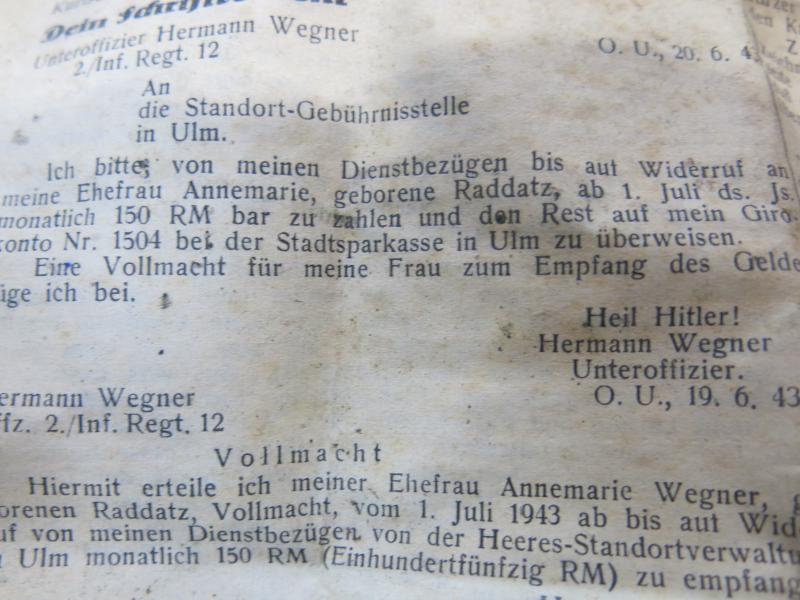 Dein
Unteroffizier Hermann Wegner
2./Inf. Regt. 12
O. U., 20. 6. 4
An
die Standort-Gebührnisstelle
in Ulm.
Ich bitte, von meinen Dienstbezügen bis auf Widerruf an
meine Ehefrau Annemarie, geborene Raddatz, ab 1. Juli ds. Js.
monatlich 150 RM bar zu zahlen und den Rest auf mein Giro-
konto Nr. 1504 bei der Stadtsparkasse in Ulm zu überweisen.
Eine Vollmacht für meine Frau zum Empfang des Gelde
üge ich bei.
Heil Hitler!
Hermann Wegner
Unteroffizier.
ermann Wegner
ffz. 2./Inf. Regt. 12
O. U., 19. 6. 43
Vollmacht
Hiermit erteile ich meiner Ehefrau Annemarie Wegner, g
orenen Raddatz, Vollmacht, vom 1. Juli 1943 ab bis auf Wid
uf von meinen Dienstbezügen von der Heeres-Standortverwaltu
Ulm monatlich 150 RM (Einhundertfünfzig RM) zu empfang